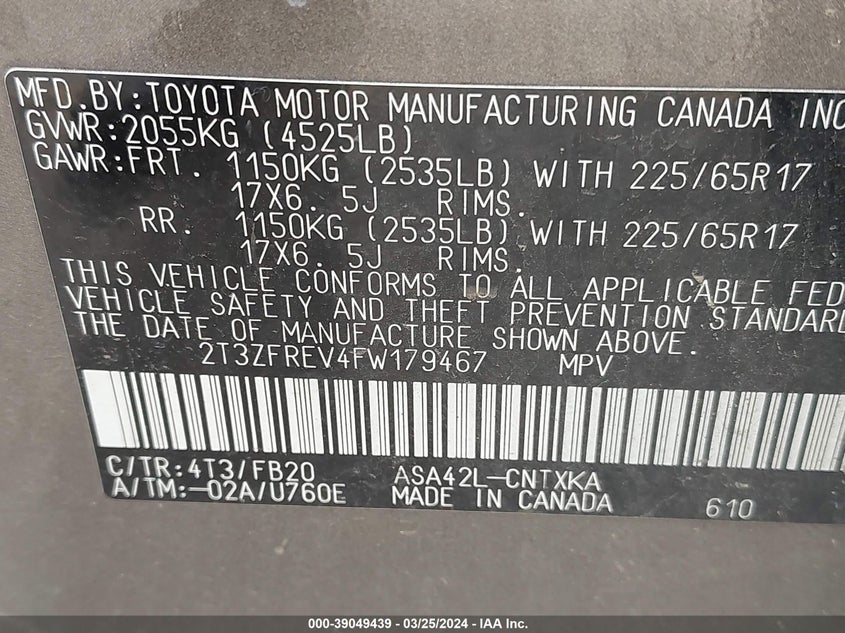 MFD.BY:TOYOTA MOTOR MANUFACTURING CANADA INC
GVWR:2055KG (4525LB)
GAWR:FRT. 1150KG (2535LB) WITH 225/65R17
17X6. 5J RIMS.
RR. 1150KG (2535LB) WITH 225/65R17
17X6. 5J RIMS.
THIS VEHICLE CONFORMS TO ALL APPLICABLE FED
VEHICLE SAFETY AND THEFT PREVENTION STANDARD
THE DATE OF MANUFACTURE SHOWN ABOVE.
2T3ZFREV4FW179467 MPV
C/TR:4T3/FB20 ASA42L-CNTXKA
A/TM:-02A/U760E MADE IN CANADA 610
000-39049439 - 03/25/2024 - IAA Inc.